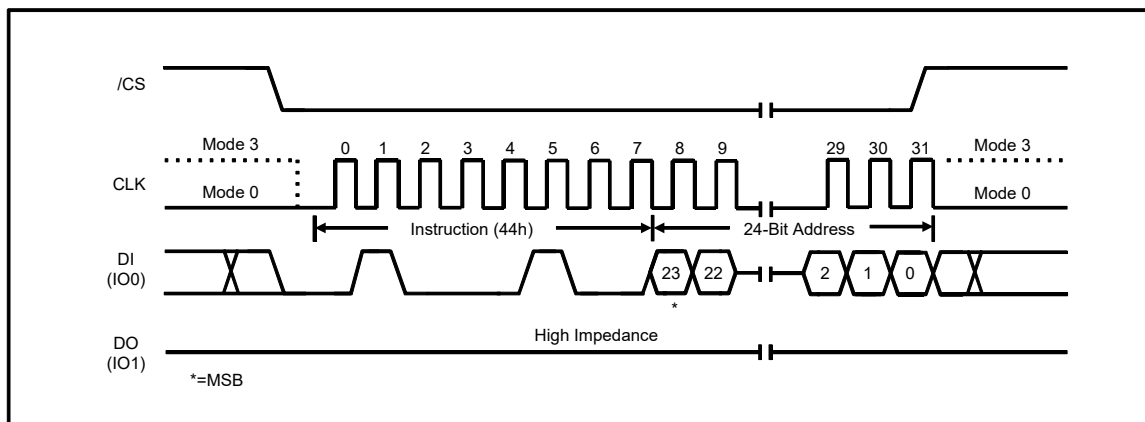 /CS
Mode 3
0 1 2 3 4 5 6 7 8 9 29 30 31
Mode 3
CLK
Mode 0
Mode 0
Instruction (44h)
24-Bit Address
DI
(IO0)
23 22 2 1 0
*
High Impedance
DO
(IO1)
*=MSB